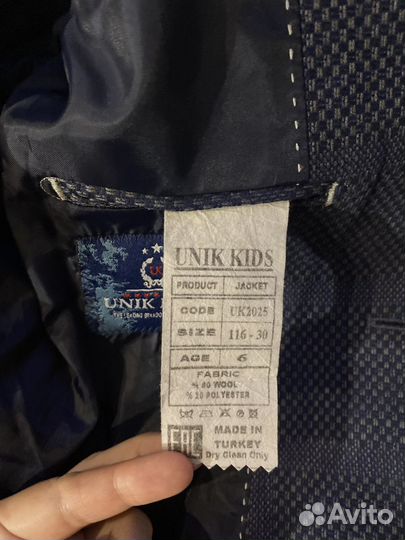 UNIK
UNIK KIDS
PRODUCT JACKET
CODE UK2025
SIZE 116-30
AGE 6
FABRIC
% 80 WOOL
% 20 POLYESTER
EAC
MADE IN
TURKEY
Dry Clean Only
Avito